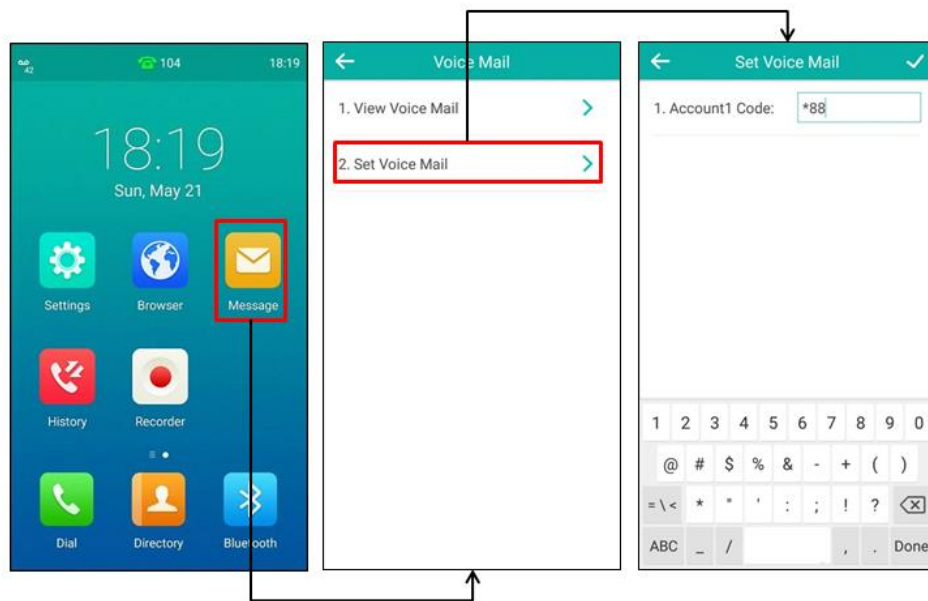 42
104
18:19
18:19
Sun, May 21
Settings
Browser
Message
History
Recorder
Dial
Directory
Bluetooth
Voice Mail
1. View Voice Mail
2. Set Voice Mail
Set Voice Mail
1. Account1 Code: *88
1 2 3 4 5 6 7 8 9 0
@ # $ % & - + ( )
= \ < * " ' : ; ! ?
ABC _ / , . Done